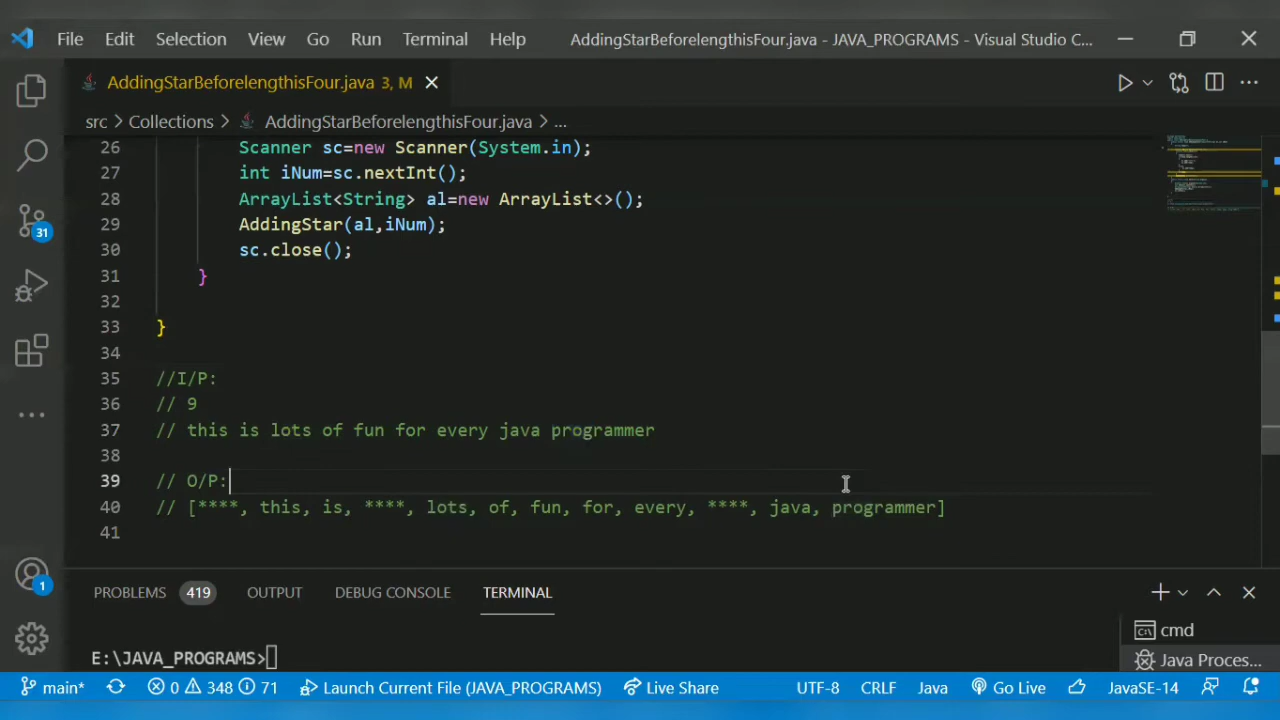 File Edit Selection View Go Run Terminal Help AddingStarBeforelengthisFour.java - JAVA_PROGRAMS - Visual Studio C...
AddingStarBeforelengthisFour.java 3, M
src > Collections > AddingStarBeforelengthisFour.java > ...
26 Scanner sc=new Scanner(System.in);
27 int iNum=sc.nextInt();
28 ArrayList<String> al=new ArrayList<>();
29 AddingStar(al,iNum);
30 sc.close();
31 }
32
33 }
34
35 //I/P:
36 // 9
37 // this is lots of fun for every java programmer
38
39 // O/P:
40 // [****, this, is, ****, lots, of, fun, for, every, ****, java, programmer]
41
31
1
PROBLEMS 419 OUTPUT DEBUG CONSOLE TERMINAL
cmd
E:\JAVA_PROGRAMS>
Java Proces...
main* 0 348 71 Launch Current File (JAVA_PROGRAMS) Live Share UTF-8 CRLF Java Go Live JavaSE-14